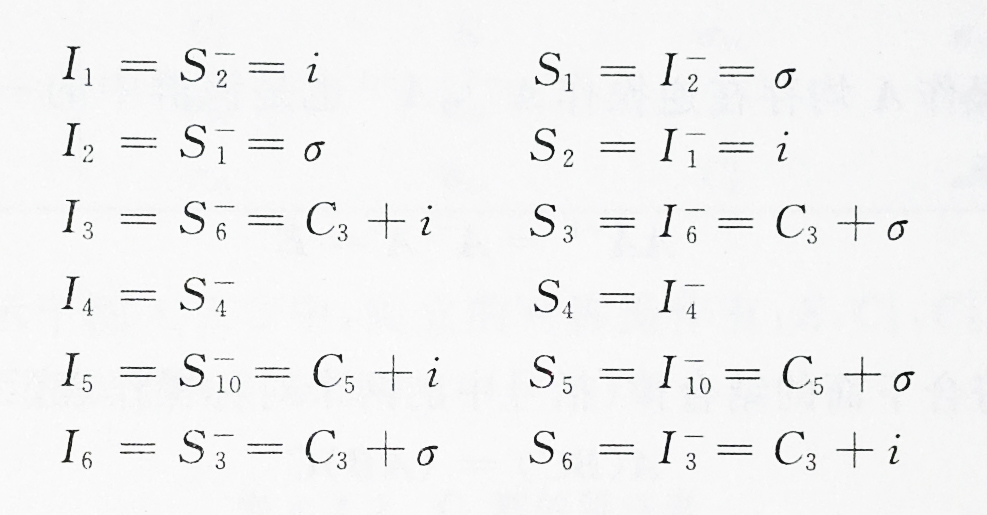 I₁ = S₂⁻ = i    S₁ = I₂⁻ = σ
I₂ = S₁⁻ = σ    S₂ = I₁⁻ = i
I₃ = S₆⁻ = C₃ + i    S₃ = I₆⁻ = C₃ + σ
I₄ = S₄⁻    S₄ = I₄⁻
I₅ = S₁₀⁻ = C₅ + i    S₅ = I₁₀⁻ = C₅ + σ
I₆ = S₃⁻ = C₃ + σ    S₆ = I₃⁻ = C₃ + i